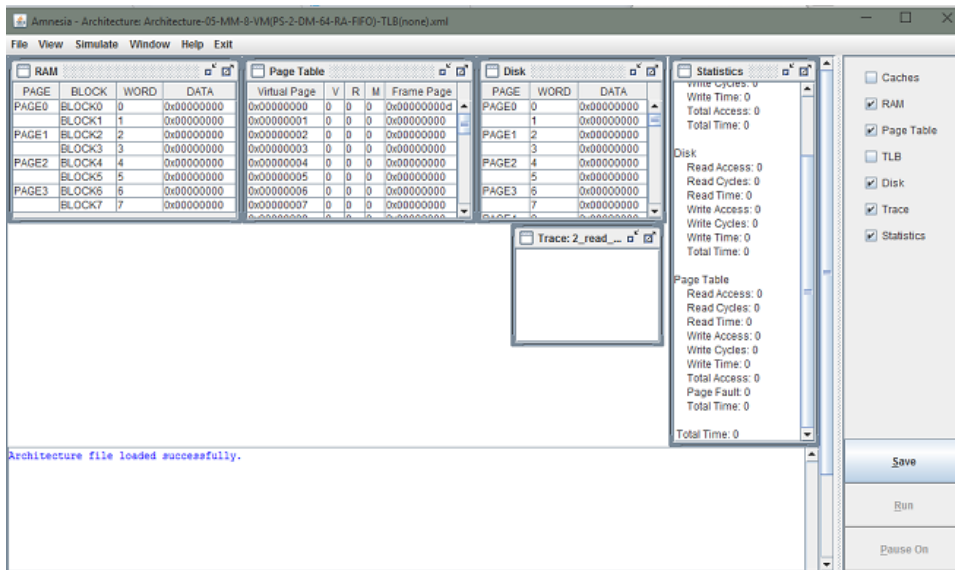 Amnesia - Architecture: Architecture-05-MM-8-VM(PS-2-DM-64-RA-FIFO)-TLB(none).xml
File View Simulate Window Help Exit
RAM
PAGE BLOCK WORD DATA
PAGE0 BLOCK0 0 0x00000000
BLOCK1 1 0x00000000
PAGE1 BLOCK2 2 0x00000000
BLOCK3 3 0x00000000
PAGE2 BLOCK4 4 0x00000000
BLOCK5 5 0x00000000
PAGE3 BLOCK6 6 0x00000000
BLOCK7 7 0x00000000
Page Table
Virtual Page V R M Frame Page
0x00000000 0 0 0 0x00000000d
0x00000001 0 0 0 0x00000000
0x00000002 0 0 0 0x00000000
0x00000003 0 0 0 0x00000000
0x00000004 0 0 0 0x00000000
0x00000005 0 0 0 0x00000000
0x00000006 0 0 0 0x00000000
0x00000007 0 0 0 0x00000000
Disk
PAGE WORD DATA
PAGE0 0 0x00000000
1 0x00000000
PAGE1 2 0x00000000
3 0x00000000
PAGE2 4 0x00000000
5 0x00000000
PAGE3 6 0x00000000
7 0x00000000
Trace: 2_read_...
Statistics
Write Cycles: 0
Write Time: 0
Total Access: 0
Total Time: 0
Disk
Read Access: 0
Read Cycles: 0
Read Time: 0
Write Access: 0
Write Cycles: 0
Write Time: 0
Total Time: 0
Page Table
Read Access: 0
Read Cycles: 0
Read Time: 0
Write Access: 0
Write Cycles: 0
Write Time: 0
Total Access: 0
Page Fault: 0
Total Time: 0
Total Time: 0
Caches
RAM
Page Table
TLB
Disk
Trace
Statistics
Save
Run
Pause On
Architecture file loaded successfully.